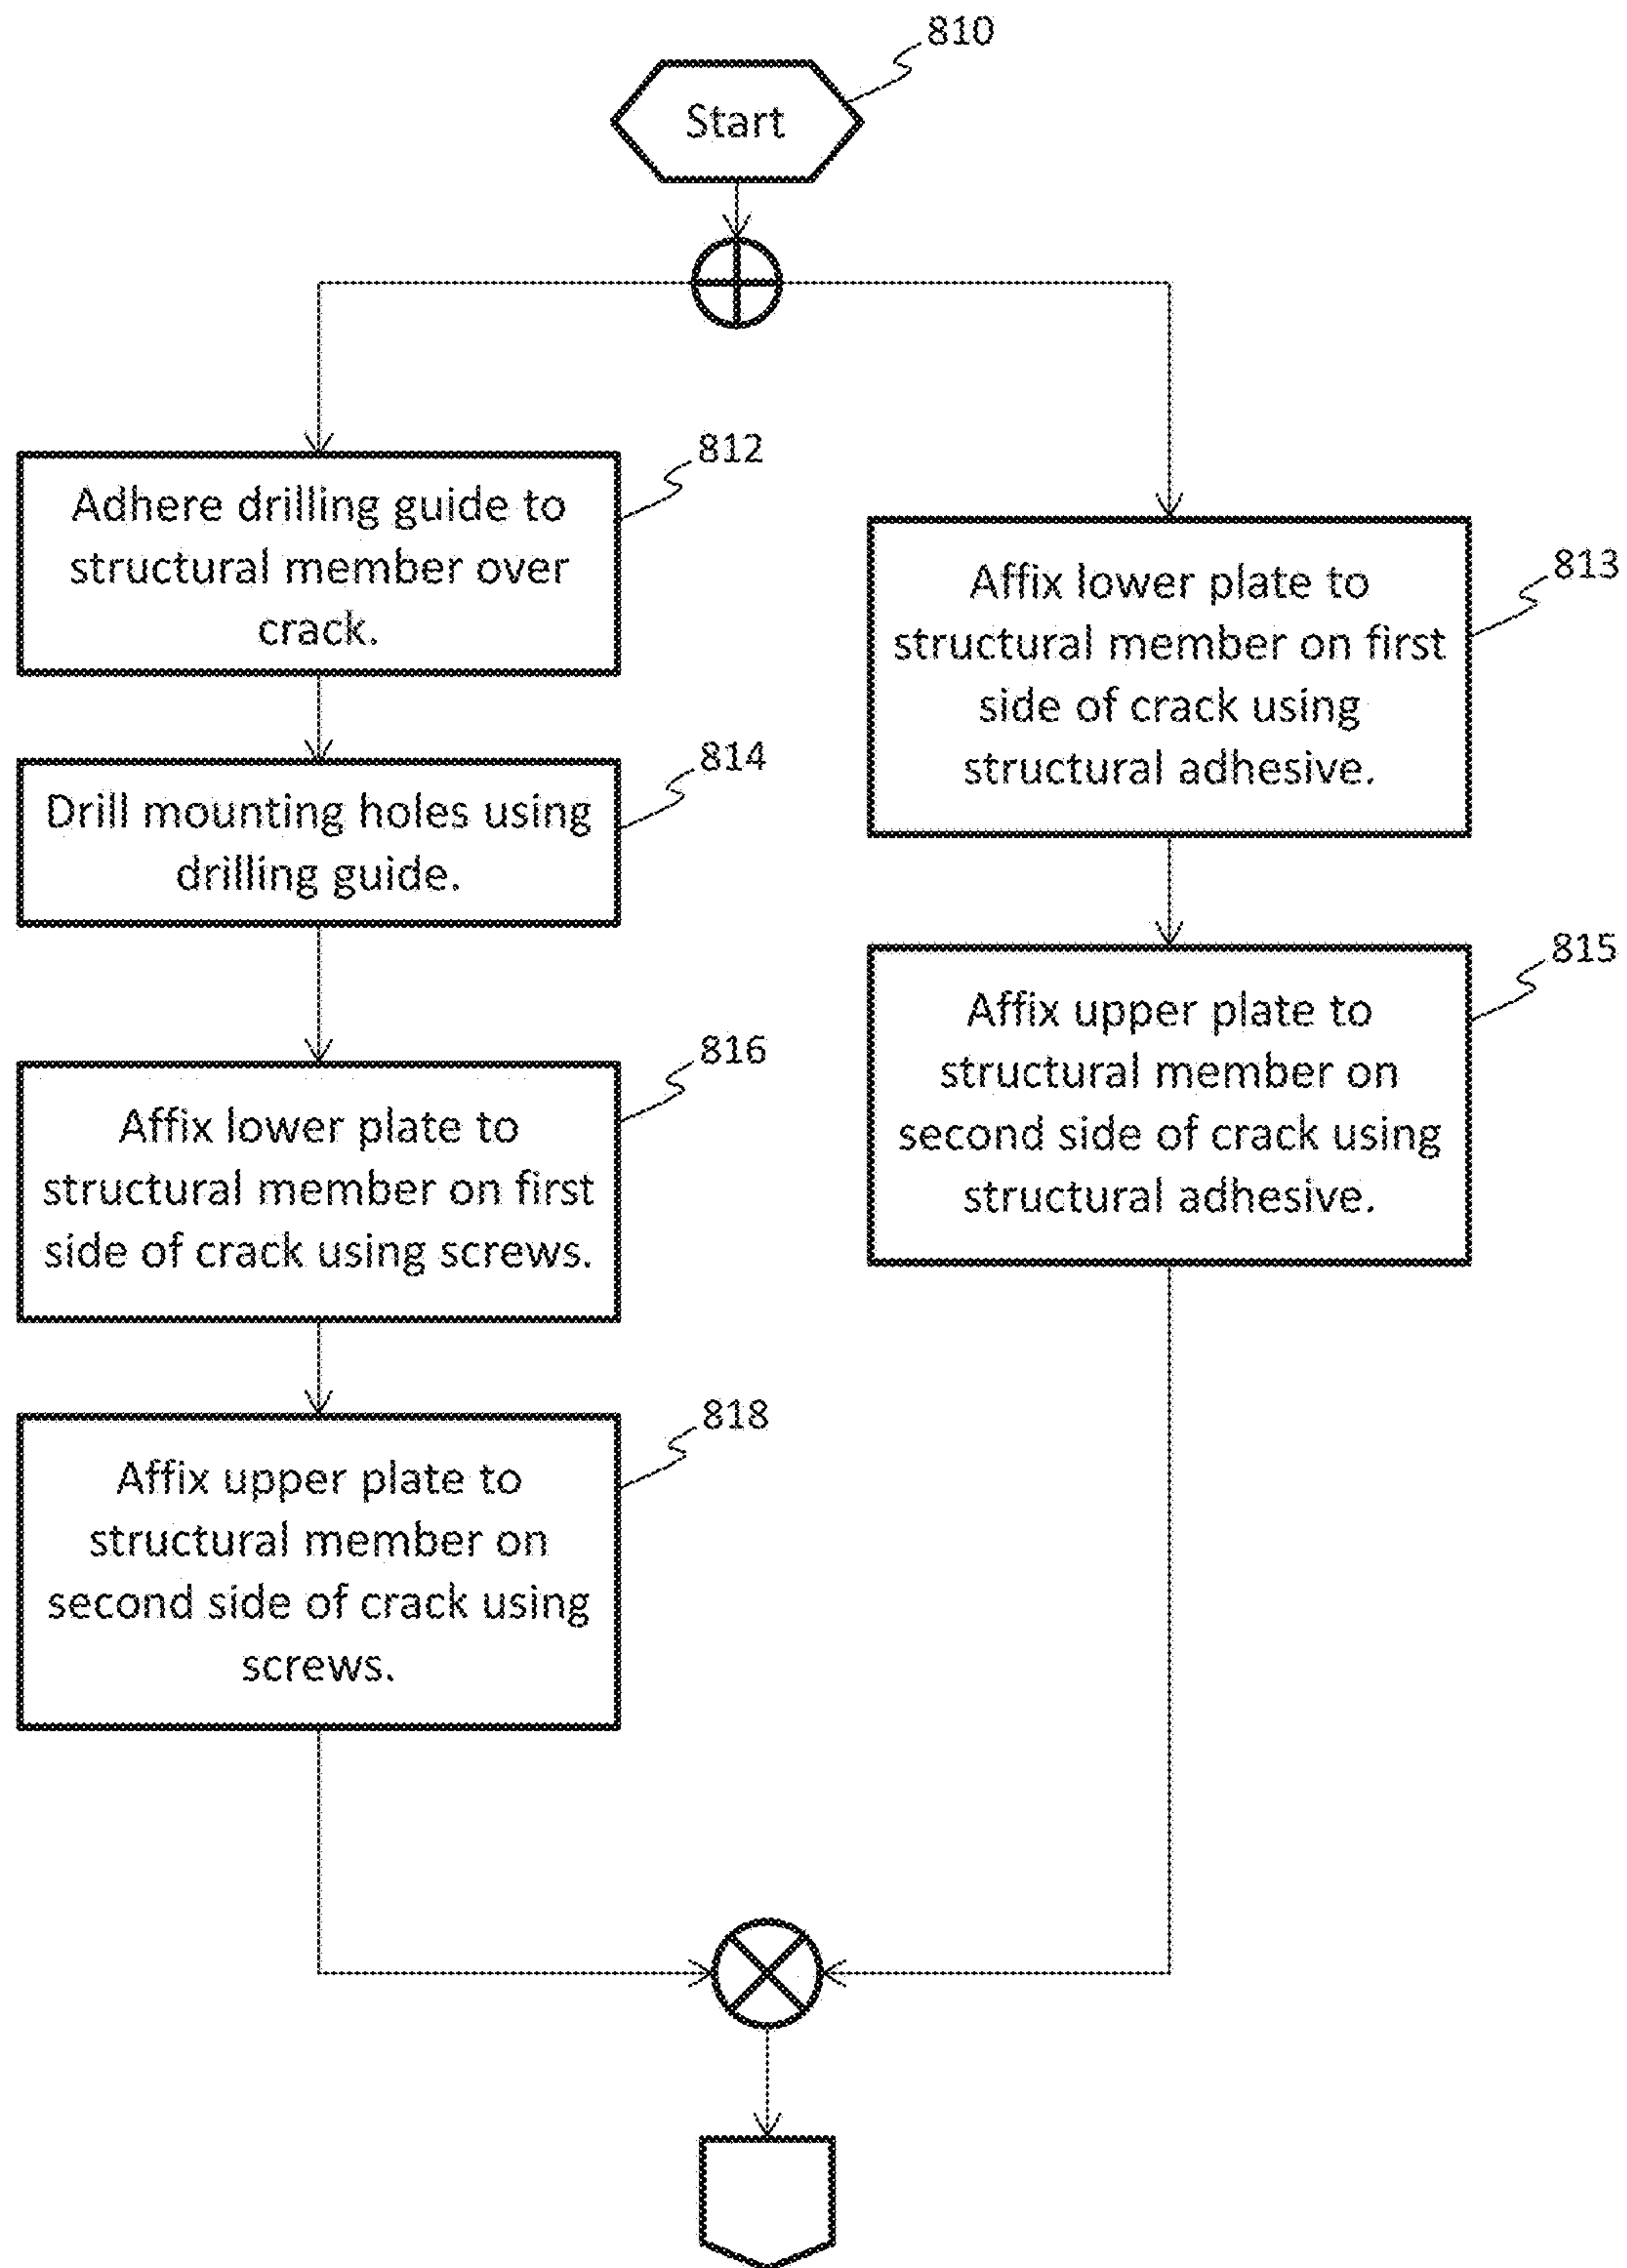 810
Start
812
Adhere drilling guide to
structural member over
crack.
814
Drill mounting holes using
drilling guide.
816
Affix lower plate to
structural member on first
side of crack using screws.
818
Affix upper plate to
structural member on
second side of crack using
screws.
813
Affix lower plate to
structural member on first
side of crack using
structural adhesive.
815
Affix upper plate to
structural member on
second side of crack using
structural adhesive.